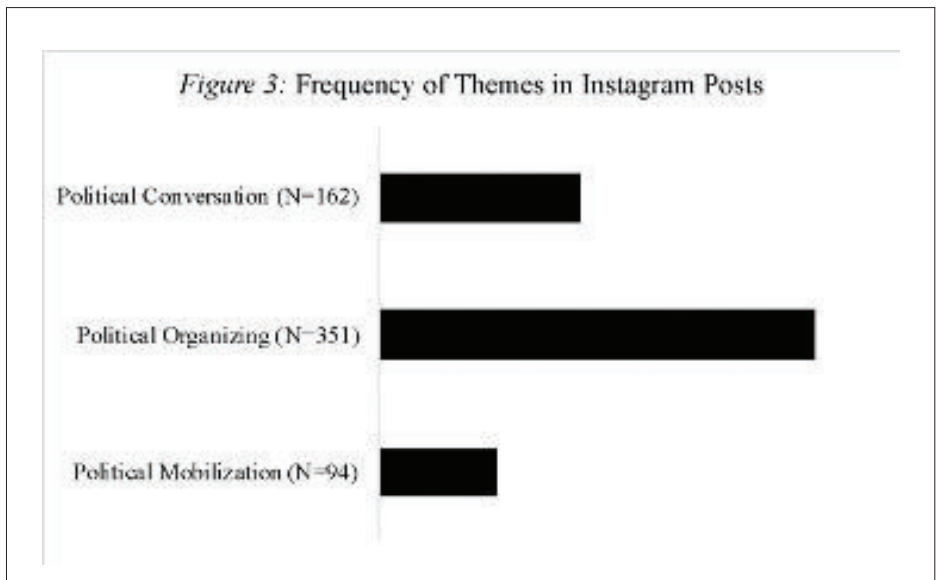 Figure 3: Frequency of Themes in Instagram Posts
Political Conversation (N=162)
Political Organizing (N=351)
Political Mobilization (N=94)